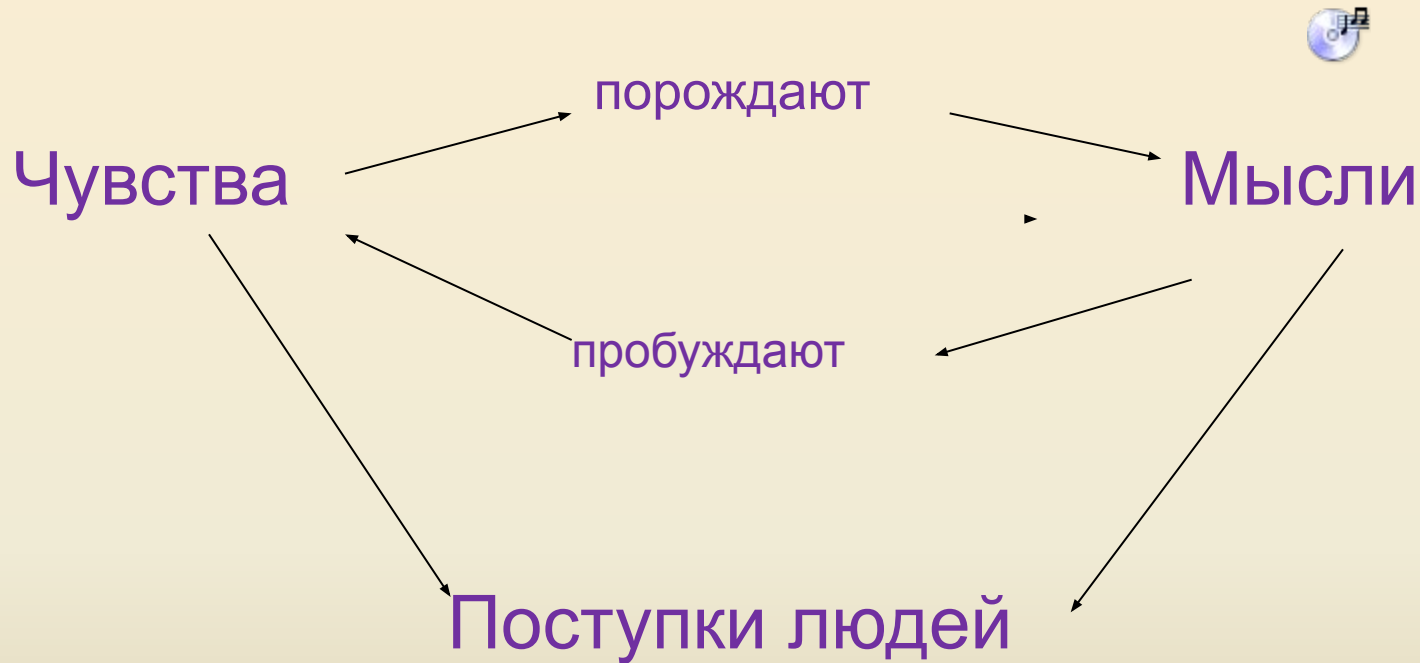 порождают
Чувства
Мысли
пробуждают
Поступки людей